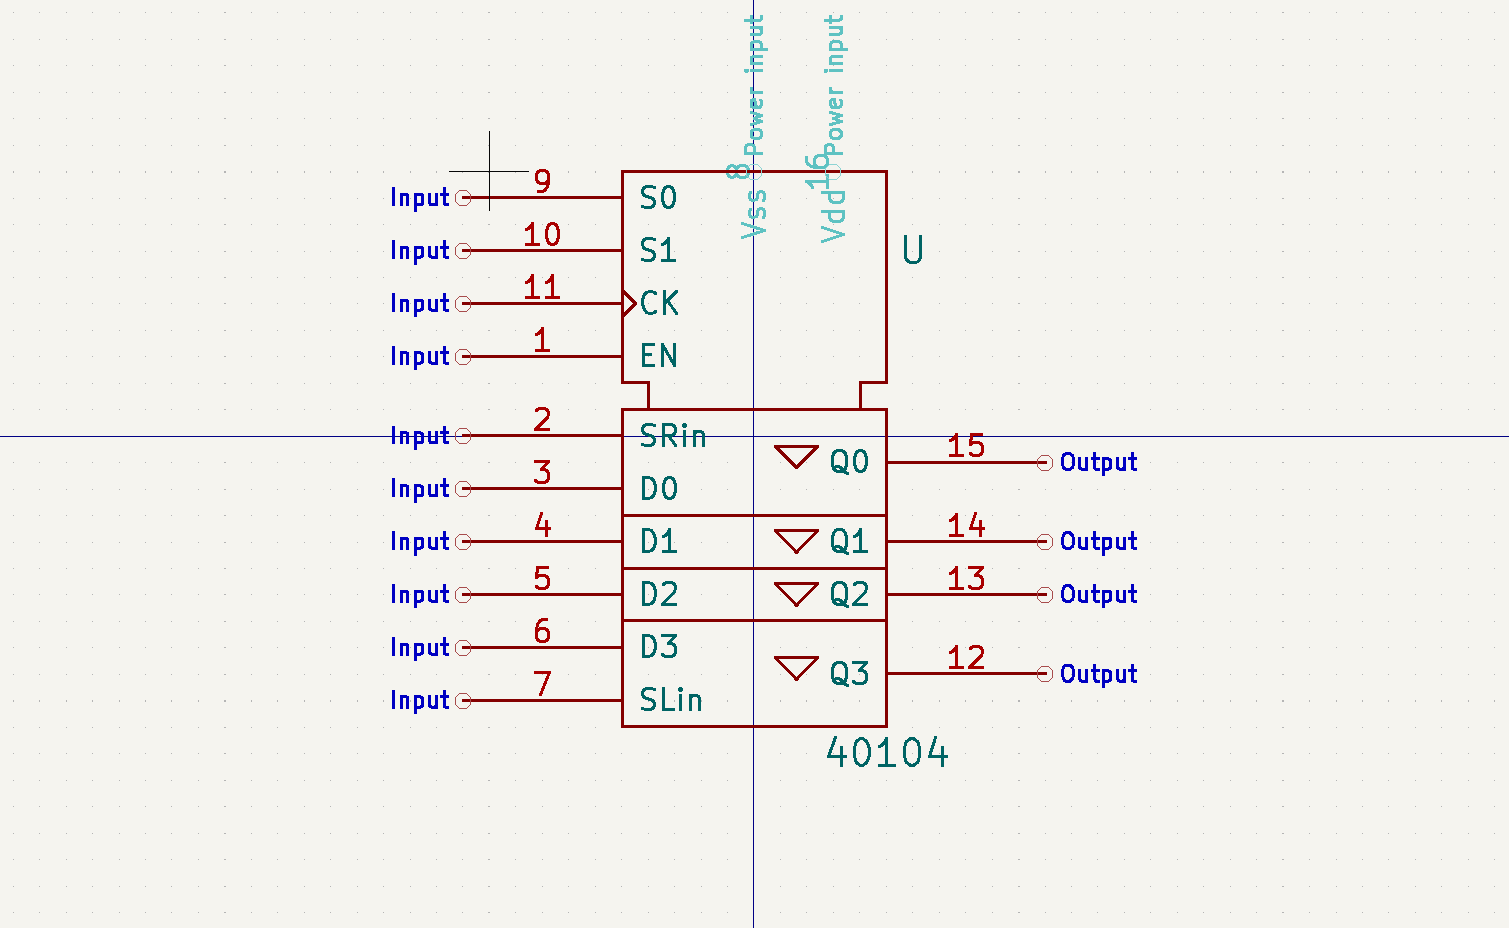 Power input
Power input
8
16
Vss
Vdd
Input 9 S0
U
Input 10 S1
Input 11 CK
Input 1 EN
Input 2 SRin
Q0 15 Output
Input 3 D0
Input 4 D1 Q1 14 Output
Input 5 D2 Q2 13 Output
Input 6 D3
Q3 12 Output
Input 7 SLin
40104